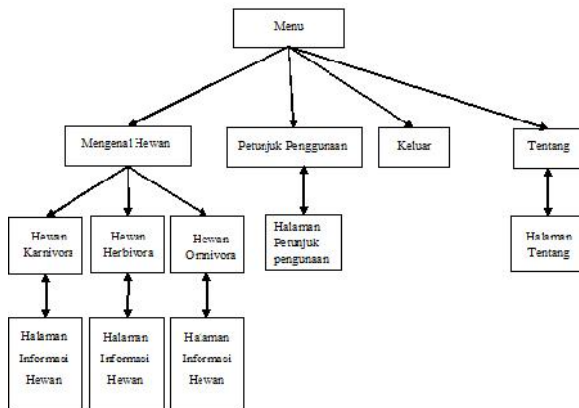 Menu
Mengenal Hewan
Petunjuk Penggunaan
Keluar
Tentang
Hewan
Karnivora
Hewan
Herbivora
Hewan
Omnivora
Halaman
Petunjuk
pengunaan
Halaman
Tentang
Halaman
Informasi
Hewan
Halaman
Informasi
Hewan
Halaman
Informasi
Hewan